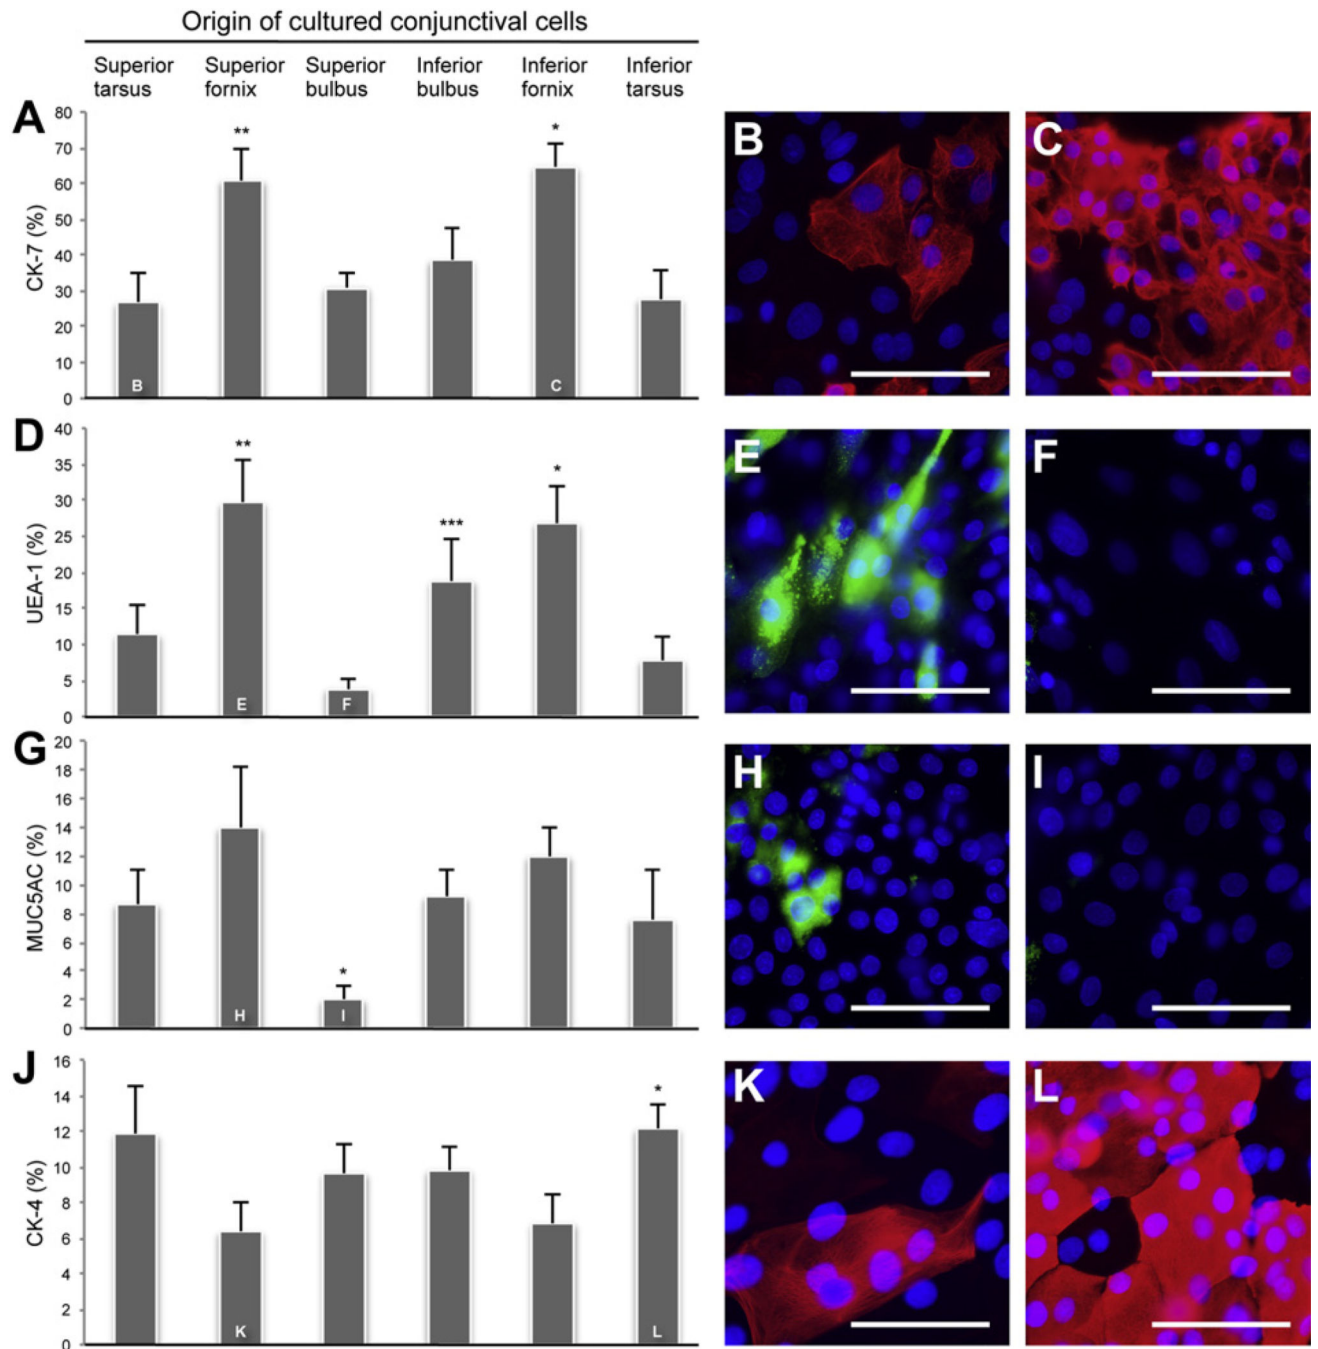 Origin of cultured conjunctival cells
Superior tarsus
Superior fornix
Superior bulbus
Inferior bulbus
Inferior fornix
Inferior tarsus
A
CK-7 (%)
80
70
60
50
40
30
20
10
0
**
*
B
C
B
C
D
UEA-1 (%)
40
35
30
25
20
15
10
5
0
**
***
*
E
F
E
F
G
MUC5AC (%)
20
18
16
14
12
10
8
6
4
2
0
*
H
I
H
I
J
CK-4 (%)
16
14
12
10
8
6
4
2
0
*
K
L
K
L